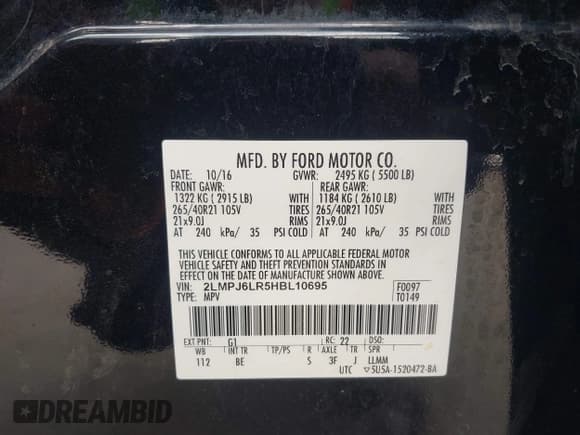 MFD. BY FORD MOTOR CO.
DATE: 10/16 GVWR: 2495 KG ( 5500 LB)
FRONT GAWR: REAR GAWR:
1322 KG ( 2915 LB) WITH 1184 KG ( 2610 LB) WITH
265/40R21 105V TIRES 265/40R21 105V TIRES
21x9.0J RIMS 21x9.0J RIMS
AT 240 kPa/ 35 PSI COLD AT 240 kPa/ 35 PSI COLD
THIS VEHICLE CONFORMS TO ALL APPLICABLE FEDERAL MOTOR
VEHICLE SAFETY AND THEFT PREVENTION STANDARDS IN
EFFECT ON THE DATE OF MANUFACTURE SHOWN ABOVE.
VIN: 2LMPJ6LR5HBL10695 F0097
TYPE: MPV T0149
EXT PNT: G1 RC: 22 DSO:
WB INT TR TP/PS R AXLE TR SPR
112 BE S 3F J LLMM
UTC ▽5U5A-1520472-BA
DREAMBID